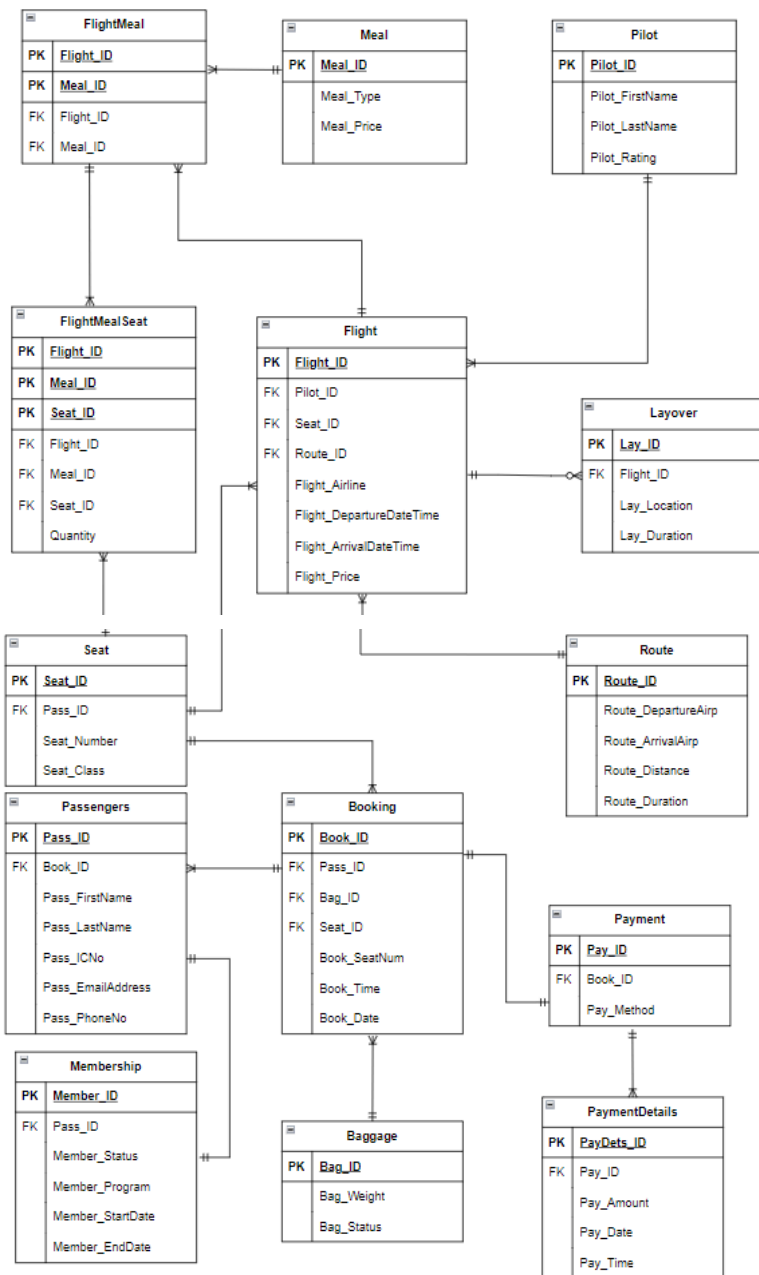 FlightMeal
PK Flight_ID
PK Meal_ID
FK Flight_ID
FK Meal_ID
Meal
PK Meal_ID
Meal_Type
Meal_Price
Pilot
PK Pilot_ID
Pilot_FirstName
Pilot_LastName
Pilot_Rating
FlightMealSeat
PK Flight_ID
PK Meal_ID
PK Seat_ID
FK Flight_ID
FK Meal_ID
FK Seat_ID
Quantity
Flight
PK Flight_ID
FK Pilot_ID
FK Seat_ID
FK Route_ID
Flight_Airline
Flight_DepartureDateTime
Flight_ArrivalDateTime
Flight_Price
Layover
PK Lay_ID
FK Flight_ID
Lay_Location
Lay_Duration
Seat
PK Seat_ID
FK Pass_ID
Seat_Number
Seat_Class
Route
PK Route_ID
Route_DepartureAirp
Route_ArrivalAirp
Route_Distance
Route_Duration
Passengers
PK Pass_ID
FK Book_ID
Pass_FirstName
Pass_LastName
Pass_ICNo
Pass_EmailAddress
Pass_PhoneNo
Booking
PK Book_ID
FK Pass_ID
FK Bag_ID
FK Seat_ID
Book_SeatNum
Book_Time
Book_Date
Payment
PK Pay_ID
FK Book_ID
Pay_Method
Membership
PK Member_ID
FK Pass_ID
Member_Status
Member_Program
Member_StartDate
Member_EndDate
Baggage
PK Bag_ID
Bag_Weight
Bag_Status
PaymentDetails
PK PayDets_ID
FK Pay_ID
Pay_Amount
Pay_Date
Pay_Time